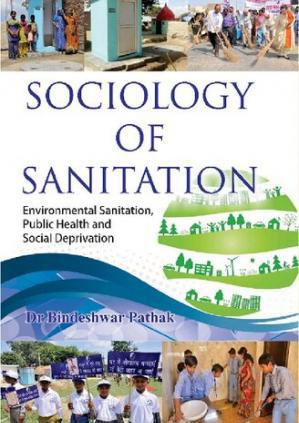 SOCIOLOGY
OF
SANITATION
Environmental Sanitation,
Public Health and
Social Deprivation
Dr Bindeshwar Pathak